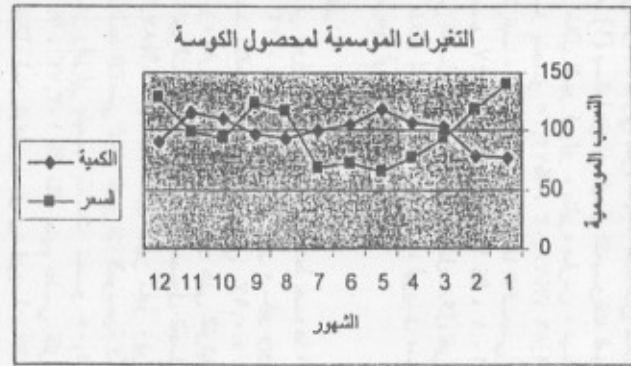 التغيرات الموسمية لمحصول الكوسة
150
100
50
0
النسب الموسمية
الكمية
السعر
12 11 10 9 8 7 6 5 4 3 2 1
الشهور